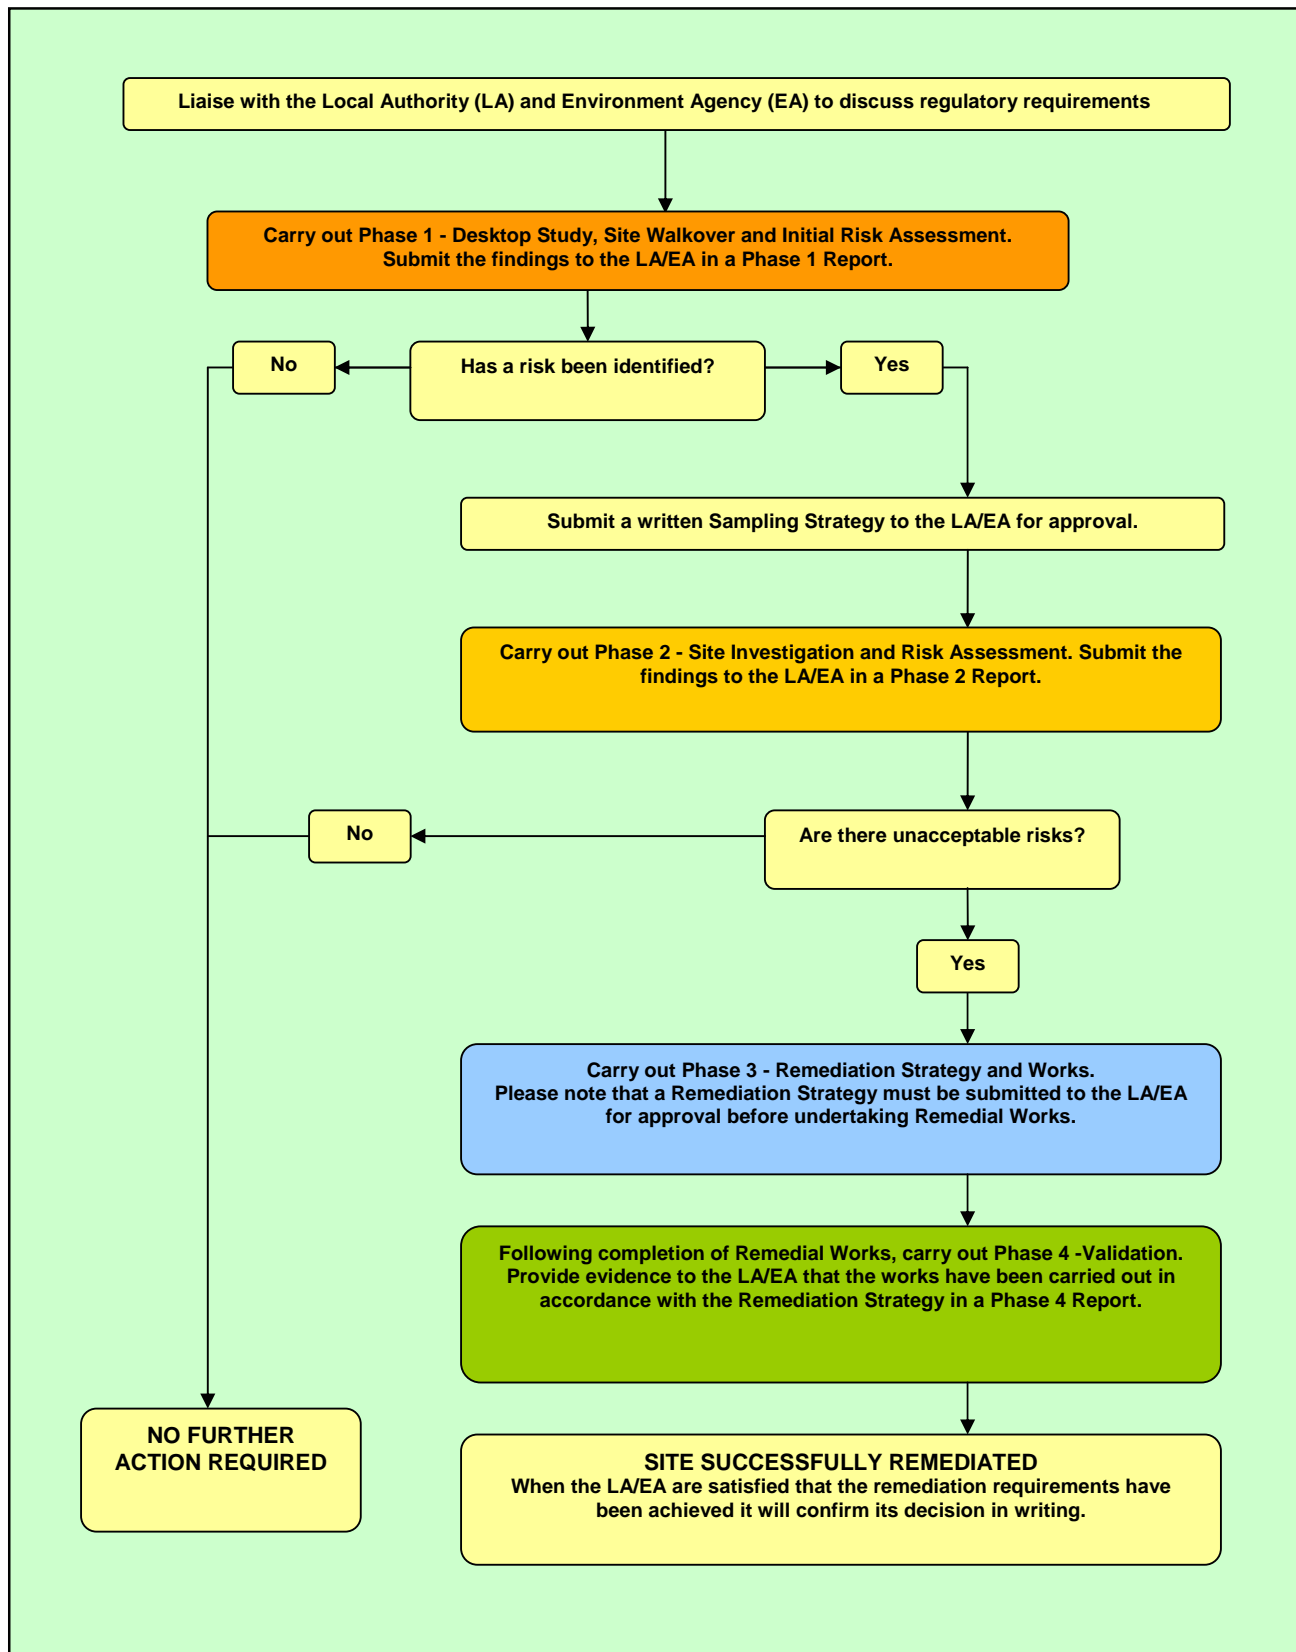 Liaise with the Local Authority (LA) and Environment Agency (EA) to discuss regulatory requirements
Carry out Phase 1 - Desktop Study, Site Walkover and Initial Risk Assessment.
Submit the findings to the LA/EA in a Phase 1 Report.
No
Has a risk been identified?
Yes
Submit a written Sampling Strategy to the LA/EA for approval.
Carry out Phase 2 - Site Investigation and Risk Assessment. Submit the
findings to the LA/EA in a Phase 2 Report.
No
Are there unacceptable risks?
Yes
Carry out Phase 3 - Remediation Strategy and Works.
Please note that a Remediation Strategy must be submitted to the LA/EA
for approval before undertaking Remedial Works.
Following completion of Remedial Works, carry out Phase 4 -Validation.
Provide evidence to the LA/EA that the works have been carried out in
accordance with the Remediation Strategy in a Phase 4 Report.
NO FURTHER
ACTION REQUIRED
SITE SUCCESSFULLY REMEDIATED
When the LA/EA are satisfied that the remediation requirements have
been achieved it will confirm its decision in writing.